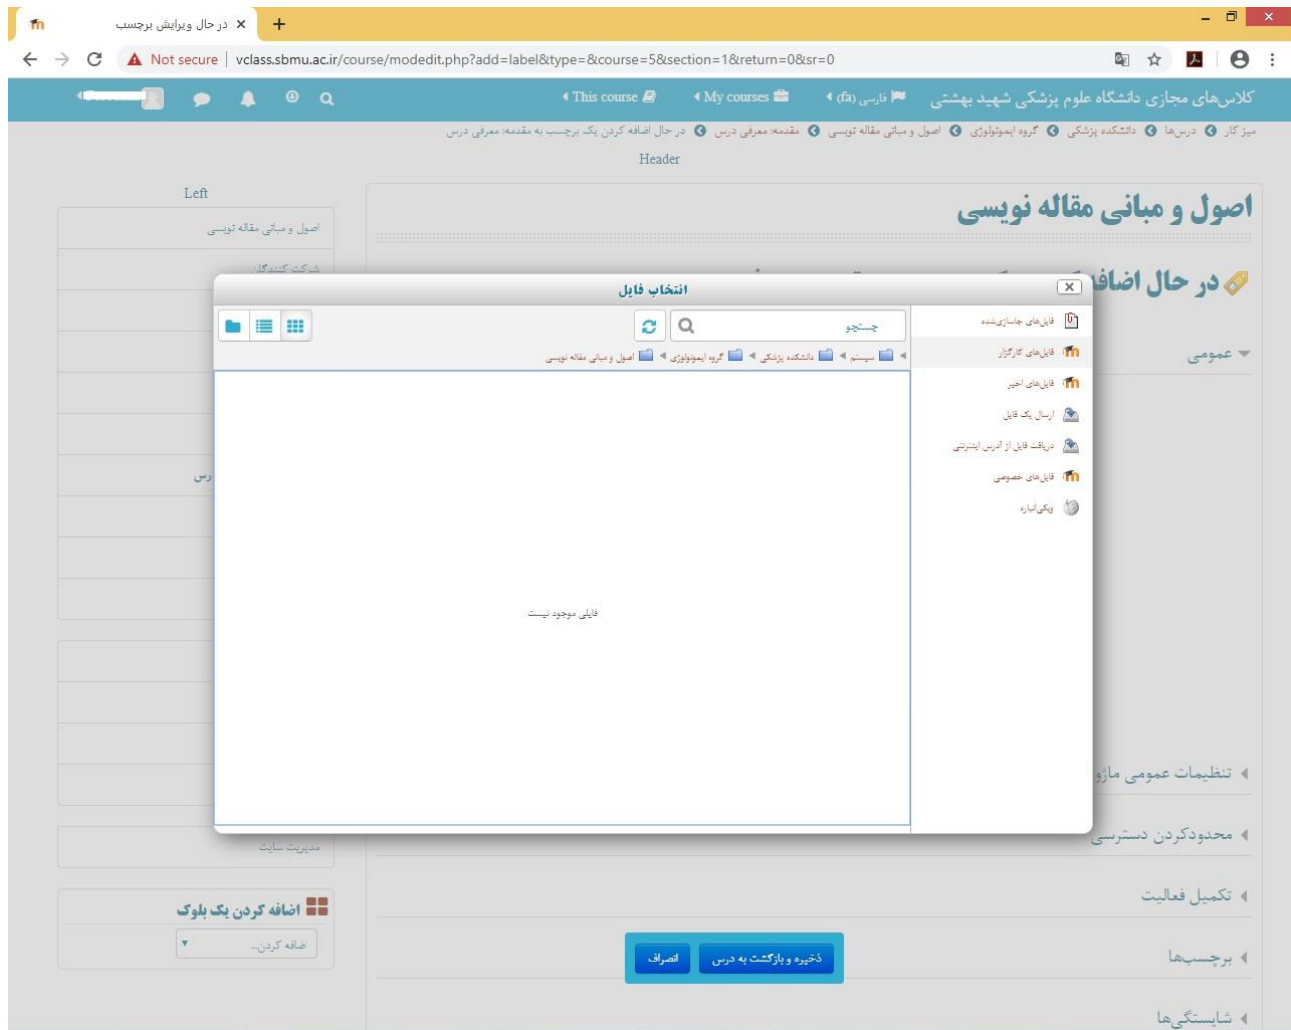 در حال ویرایش برچسب
Not secure | vclass.sbmu.ac.ir/course/modedit.php?add=label&type=&course=5&section=1&return=0&sr=0
کلاس‌های مجازی دانشگاه علوم پزشکی شهید بهشتی
فارسی ‎(fa)‎
My courses
This course
میز کار
درس‌ها
دانشکده پزشکی
گروه ایمونولوژی
اصول و مبانی مقاله نویسی
مقدمه: معرفی درس
در حال اضافه کردن یک برچسب به مقدمه: معرفی درس
Header
Left
اصول و مبانی مقاله نویسی
اصول و مبانی مقاله نویسی
شرکت کنندگان
در حال اضافه
انتخاب فایل
فایل‌های جاسازی‌شده
جستجو
فایل‌های کارگزار
سیستم
دانشکده پزشکی
گروه ایمونولوژی
اصول و مبانی مقاله نویسی
عمومی
فایل‌های اخیر
ارسال یک فایل
دریافت فایل از آدرس اینترنتی
فایل‌های خصوصی
ویکی‌انباره
فایلی موجود نیست
تنظیمات عمومی ماژو
محدودکردن دسترسی
مدیریت سایت
تکمیل فعالیت
اضافه کردن یک بلوک
اضافه کردن...
برچسب‌ها
ذخیره و بازگشت به درس
انصراف
شایستگی‌ها